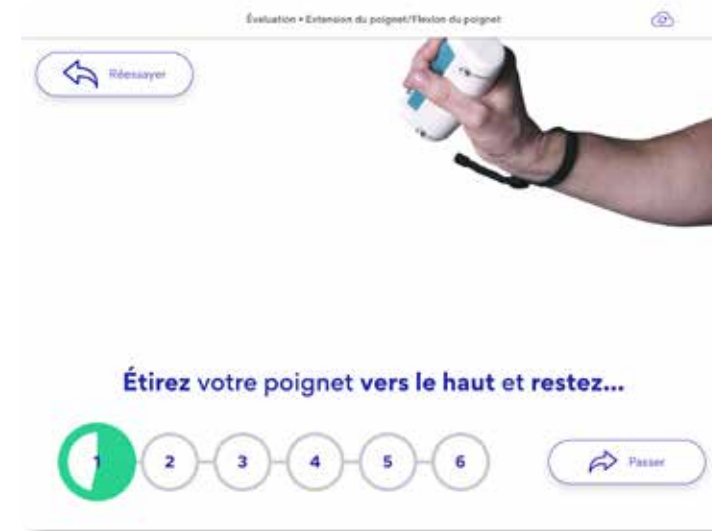 Évaluation • Extension du poignet/Flexion du poignet
Réessayer
Étirez votre poignet vers le haut et restez...
1 2 3 4 5 6
Passer